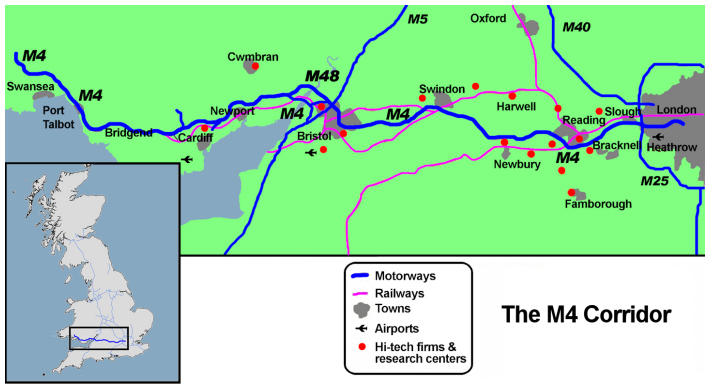 M5
Oxford
M40
M4
Cwmbran
M48
Swansea
M4
Swindon
Port
Talbot
Newport
M4
M4
Harwell
Slough
London
Bridgend
Cardiff
Bristol
Reading
Bracknell
Heathrow
Newbury
M4
M25
Famborough
Motorways
Railways
Towns
Airports
Hi-tech firms &
research centers
The M4 Corridor